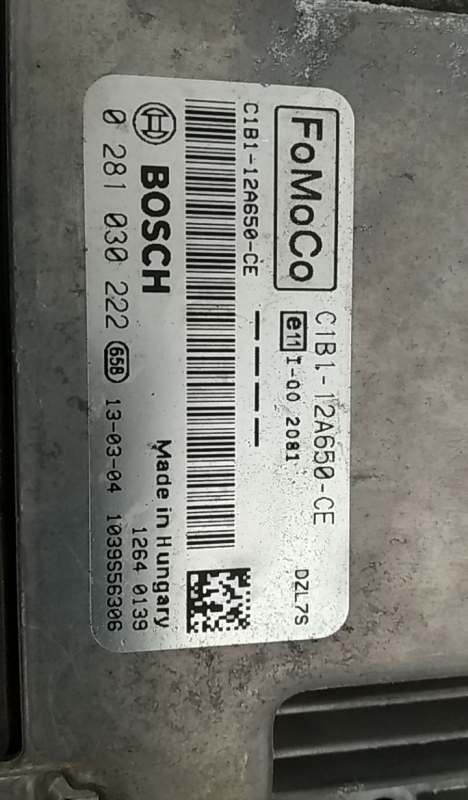 FoMoCo
C1B1-12A650-CE
DZL7S
e11 I-00 2081
C1B1-12A650-CE
BOSCH
Made in Hungary
1264 0139
0 281 030 222 658 13-03-04 1039S56306